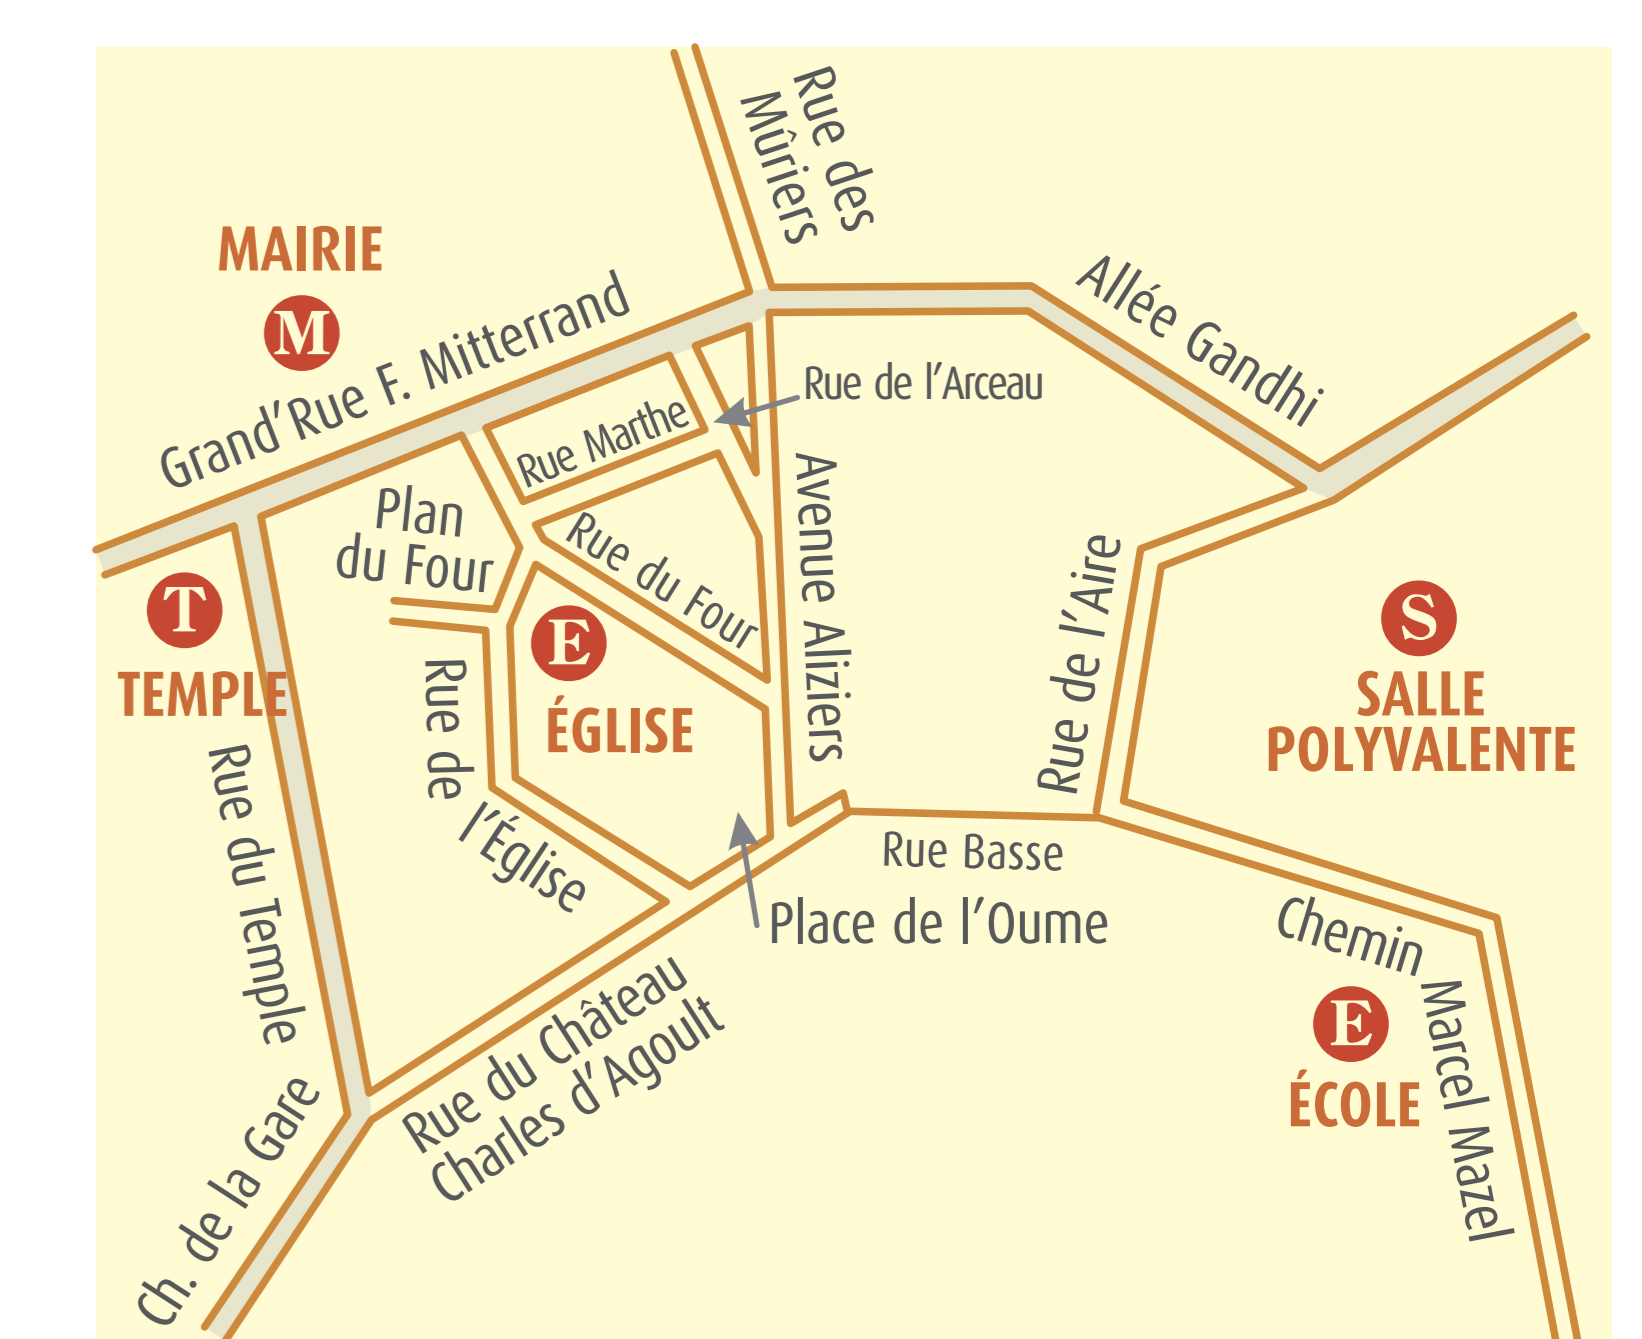 Rue des
Mûriers
MAIRIE
M
Grand'Rue F. Mitterrand
Allée Gandhi
Rue de l'Arceau
Rue Marthe
Plan
du Four
Rue du Four
Avenue Aliziers
Rue de l'Aire
T
TEMPLE
E
ÉGLISE
S
SALLE
POLYVALENTE
Rue de
l'Église
Rue du Temple
Rue Basse
Place de l'Oume
Chemin
Marcel Mazel
E
ÉCOLE
Rue du Château
Charles d'Agoult
Ch. de la Gare